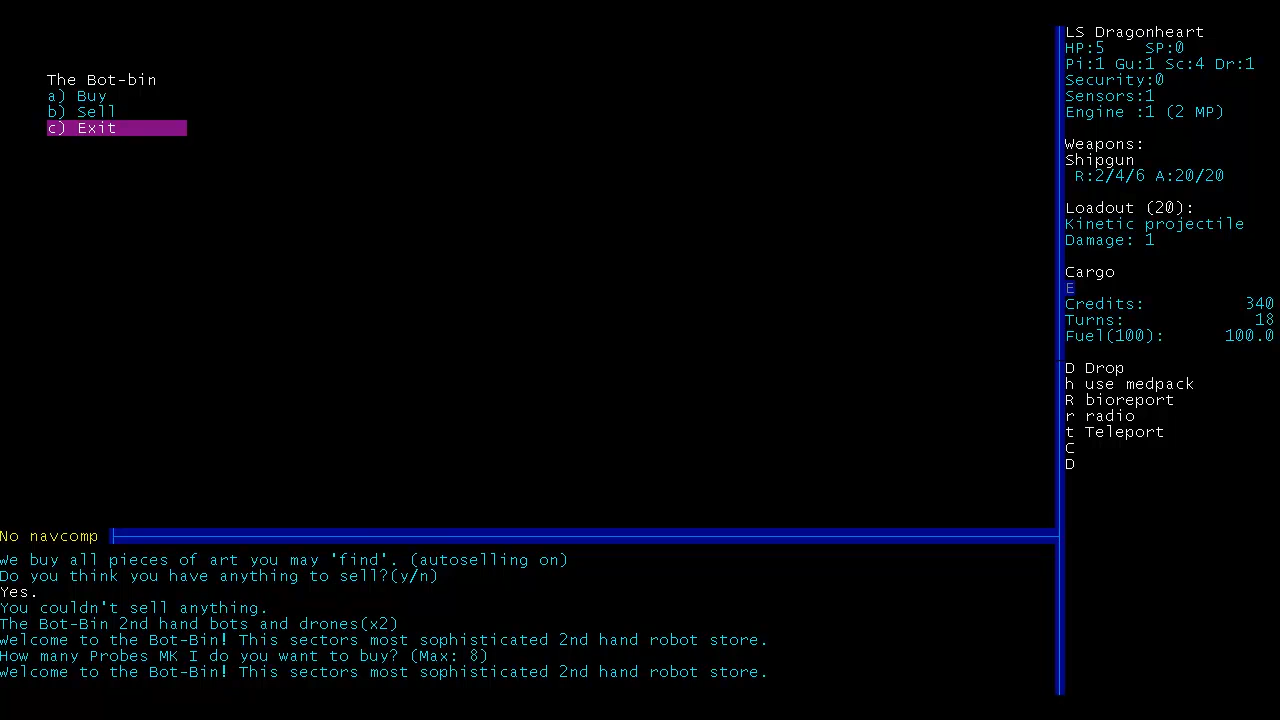 The Bot-bin
a) Buy
b) Sell
c) Exit
LS Dragonheart
HP:5 SP:0
Pi:1 Gu:1 Sc:4 Dr:1
Security:0
Sensors:1
Engine :1 (2 MP)
Weapons:
Shipgun
R:2/4/6 A:20/20
Loadout (20):
Kinetic projectile
Damage: 1
Cargo
E
Credits: 340
Turns: 18
Fuel(100): 100.0
D Drop
h use medpack
R bioreport
r radio
t Teleport
C
D
No navcomp
We buy all pieces of art you may 'find'. (autoselling on)
Do you think you have anything to sell?(y/n)
Yes.
You couldn't sell anything.
The Bot-Bin 2nd hand bots and drones(x2)
Welcome to the Bot-Bin! This sectors most sophisticated 2nd hand robot store.
How many Probes MK I do you want to buy? (Max: 8)
Welcome to the Bot-Bin! This sectors most sophisticated 2nd hand robot store.